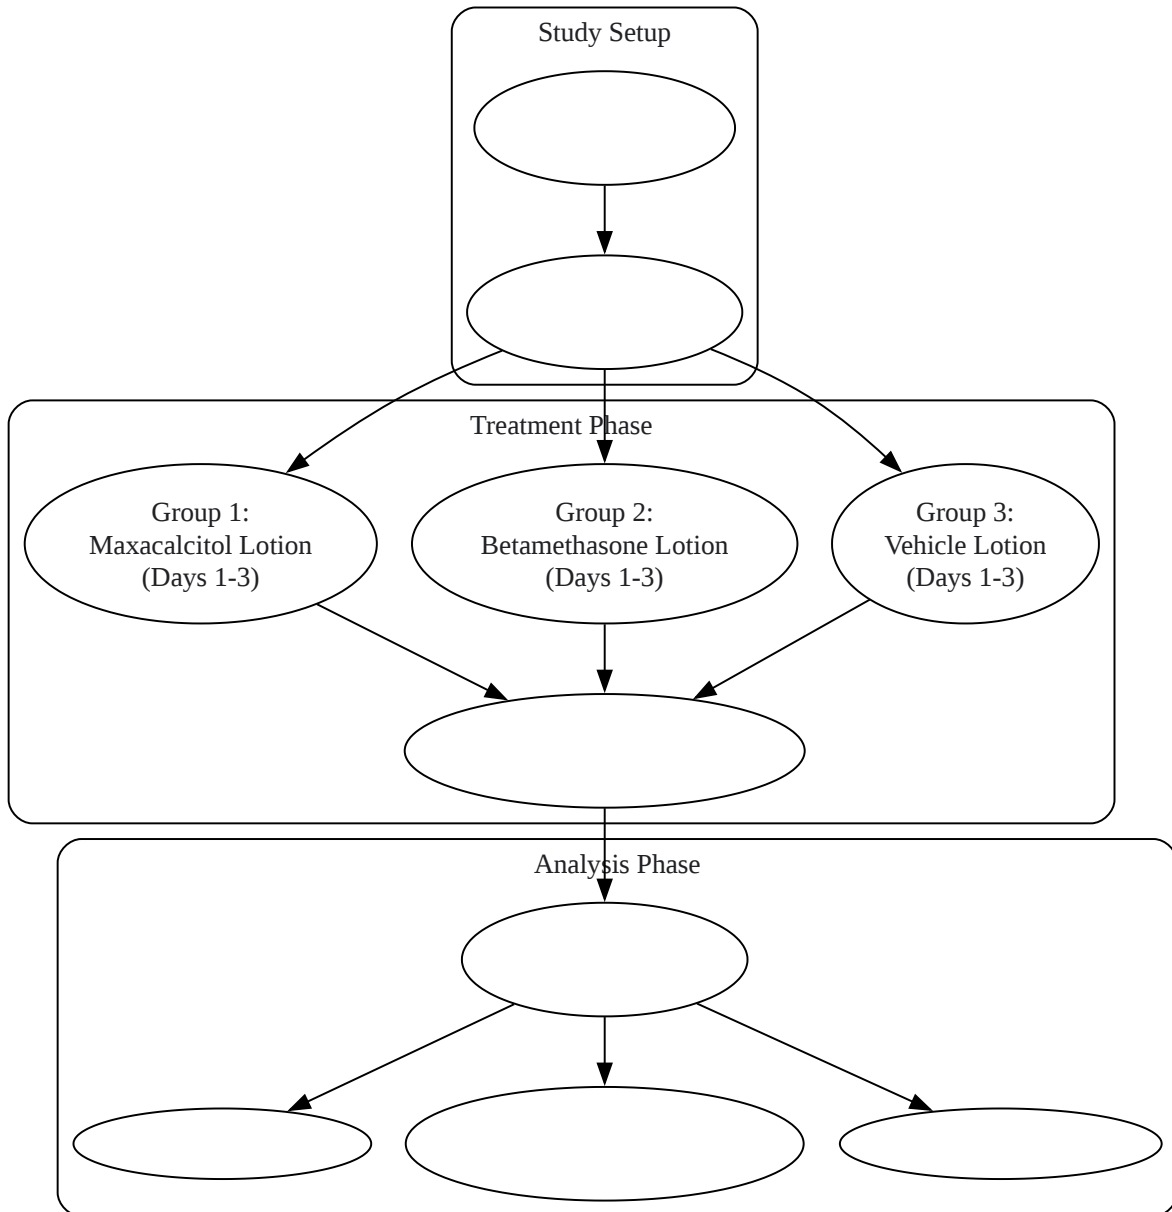 Study Setup
Treatment Phase
Group 1:
Maxacalcitol Lotion
(Days 1-3)
Group 2:
Betamethasone Lotion
(Days 1-3)
Group 3:
Vehicle Lotion
(Days 1-3)
Analysis Phase